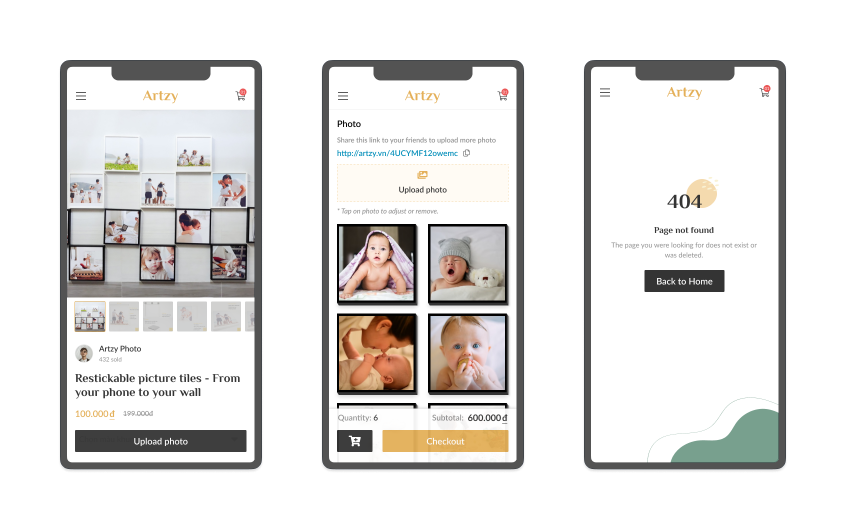 Artzy
Artzy Photo
432 sold
Restickable picture tiles - From
your phone to your wall
100.000₫ 199.000₫
Upload photo
Artzy
Photo
Share this link to your friends to upload more photo
http://artzy.vn/4UCYMF12owemc
Upload photo
* Tap on photo to adjust or remove.
Quantity: 6 Subtotal: 600.000₫
Checkout
Artzy
404
Page not found
The page you were looking for does not exist or
was deleted.
Back to Home